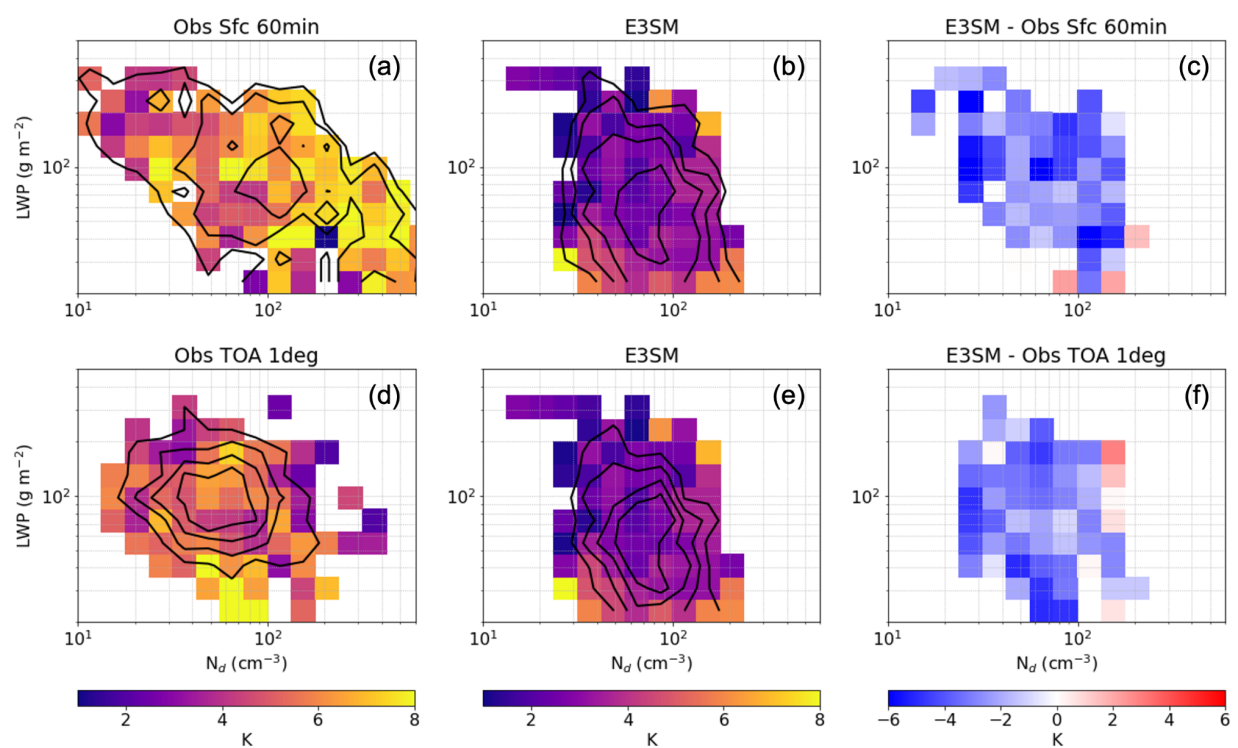 Obs Sfc 60min
E3SM
E3SM - Obs Sfc 60min
(a)
(b)
(c)
LWP (g m⁻²)
10²
10²
10²
10¹
10²
10¹
10²
10¹
10²
Obs TOA 1deg
E3SM
E3SM - Obs TOA 1deg
(d)
(e)
(f)
LWP (g m⁻²)
10²
10²
10²
10¹
10²
10¹
10²
10¹
10²
N_d (cm⁻³)
N_d (cm⁻³)
N_d (cm⁻³)
2 4 6 8
2 4 6 8
−6 −4 −2 0 2 4 6
K
K
K